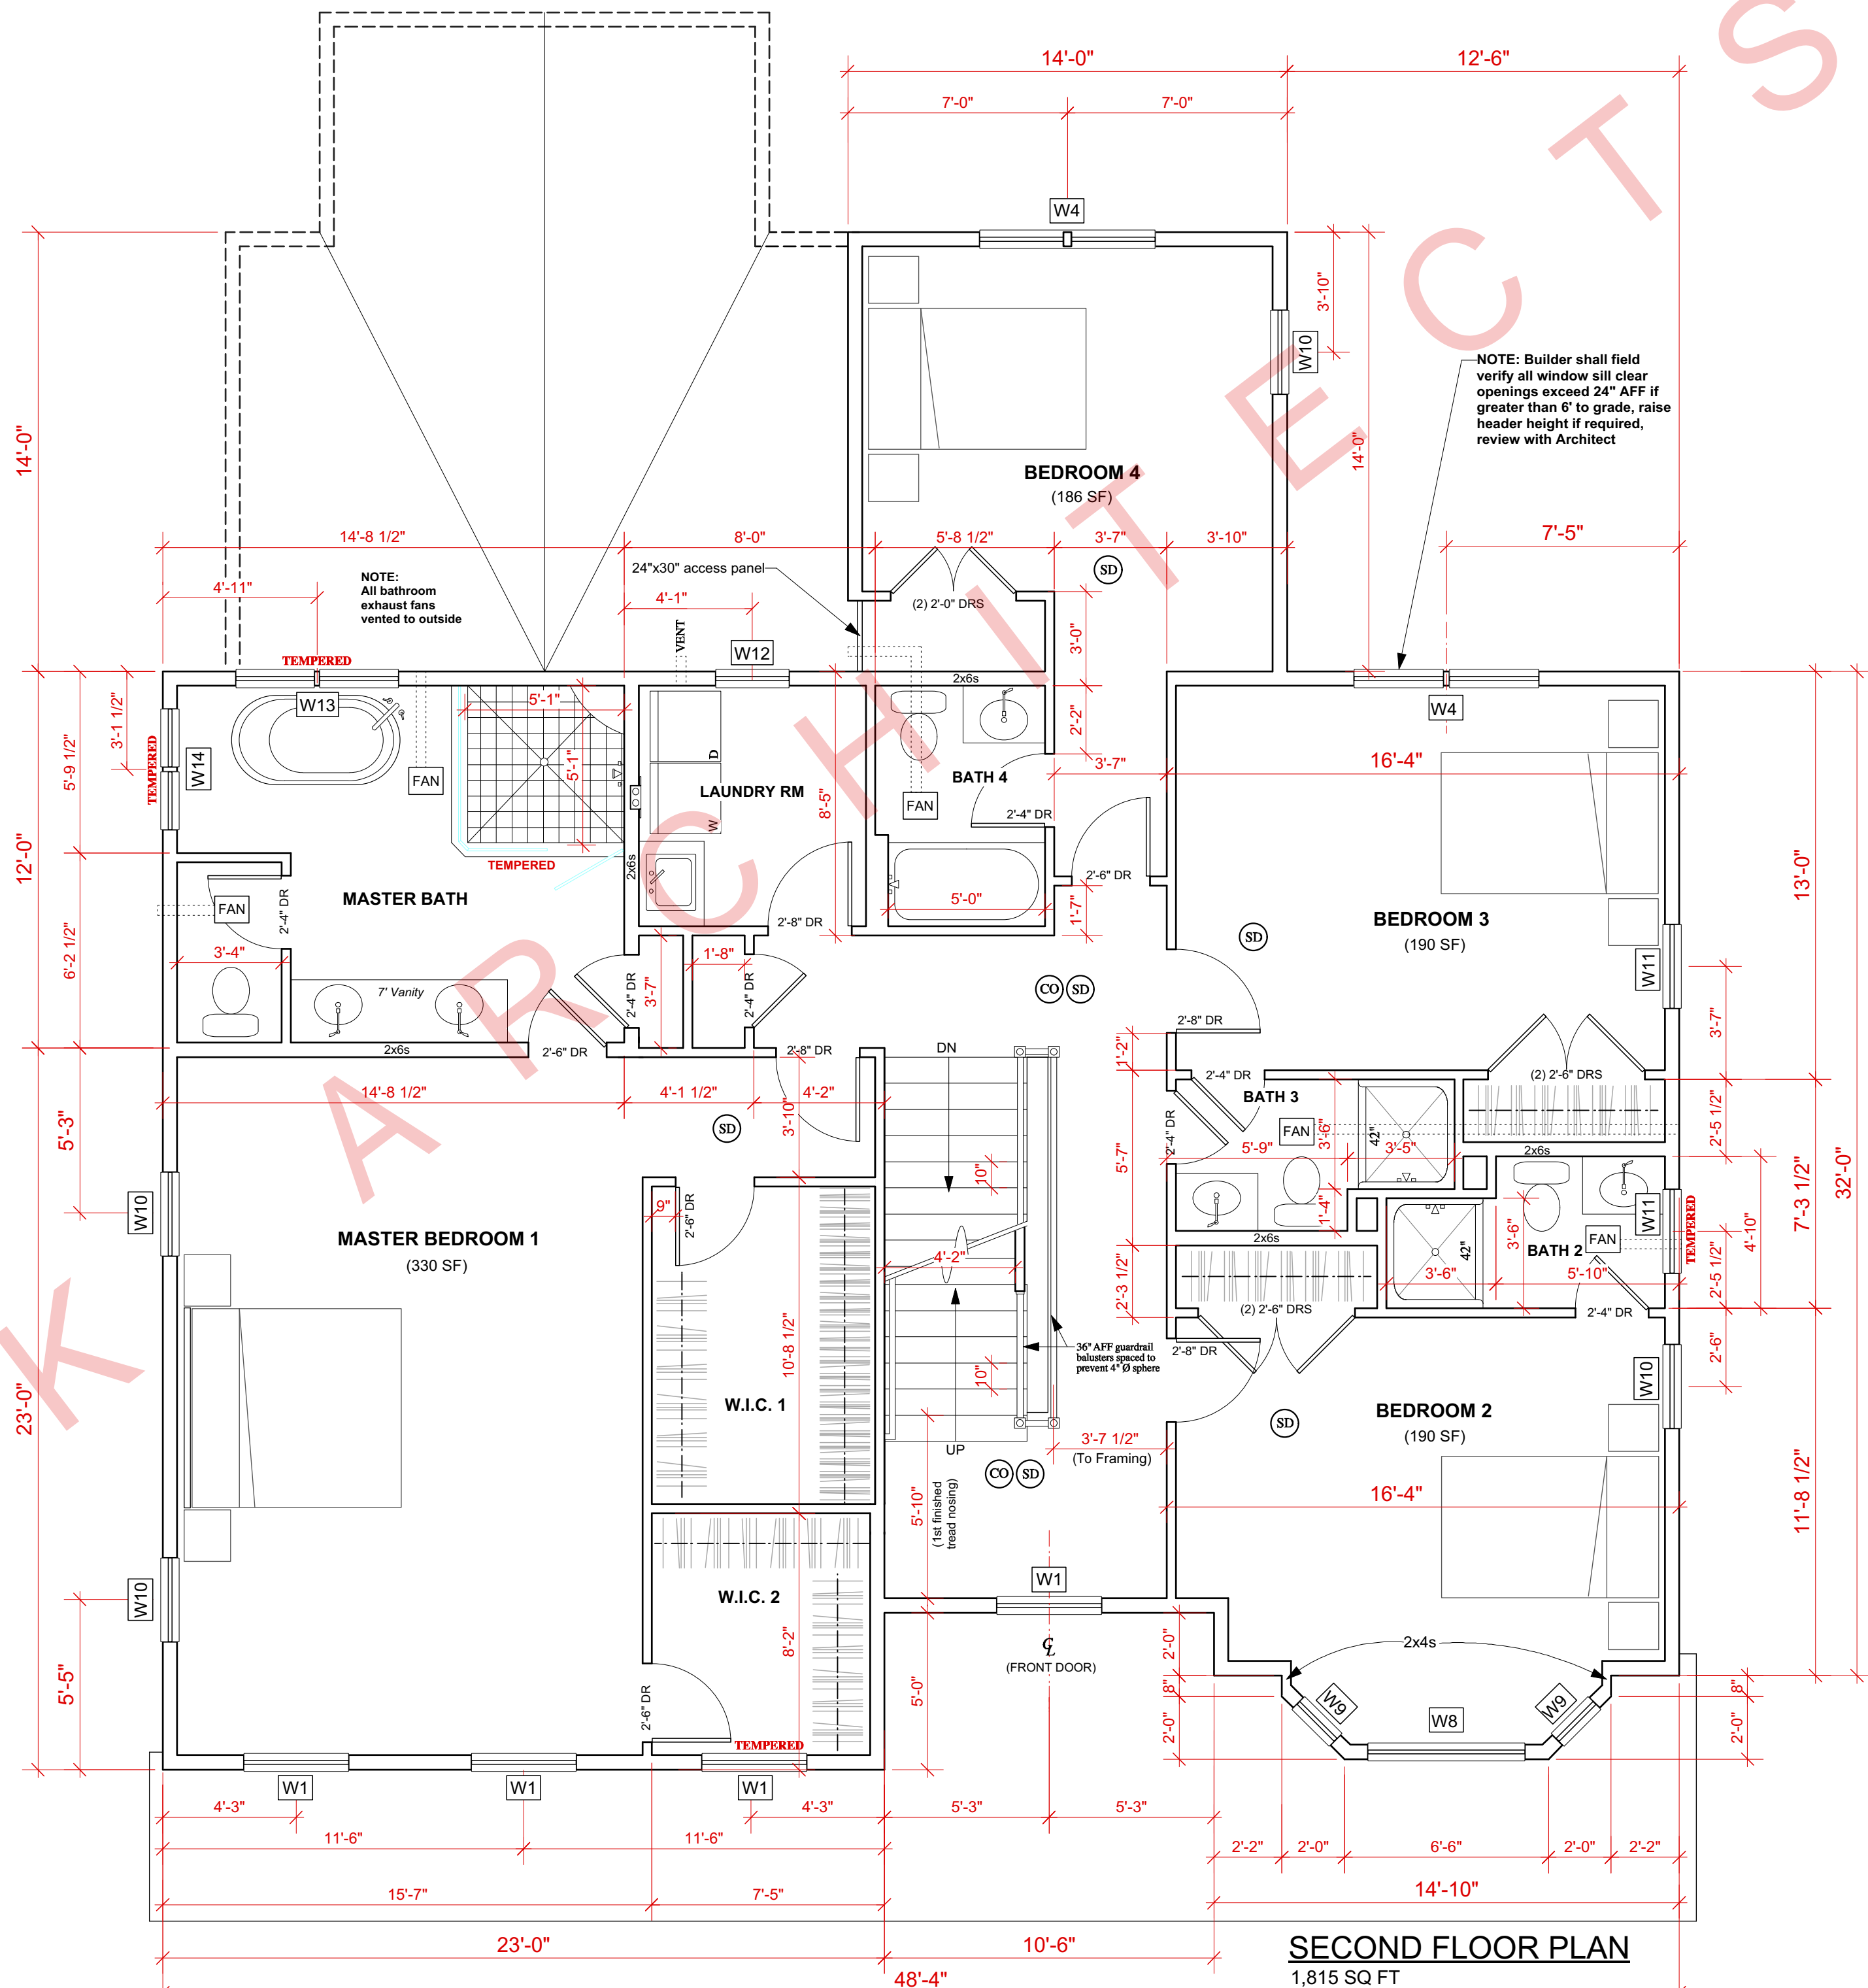 14'-0"
12'-6"
7'-0"
7'-0"
W4
3'-10"
W10
NOTE: Builder shall field
verify all window sill clear
openings exceed 24" AFF if
greater than 6' to grade, raise
header height if required,
review with Architect
14'-0"
14'-0"
BEDROOM 4
(186 SF)
14'-8 1/2"
8'-0"
5'-8 1/2"
3'-7"
3'-10"
7'-5"
NOTE:
All bathroom
exhaust fans
vented to outside
4'-11"
24"x30" access panel
SD
4'-1"
(2) 2'-0" DRS
VENT
W12
3'-0"
TEMPERED
2x6s
W13
5'-1"
W4
2'-2"
3'-1 1/2"
5'-9 1/2"
TEMPERED
W14
FAN
5'-1"
D
LAUNDRY RM
W
8'-5"
BATH 4
FAN
3'-7"
16'-4"
2'-4" DR
12'-0"
TEMPERED
2x6s
13'-0"
MASTER BATH
2'-4" DR
FAN
2'-6" DR
5'-0"
1'-7"
2'-8" DR
BEDROOM 3
(190 SF)
SD
6'-2 1/2"
3'-4"
1'-8"
W11
7' Vanity
2'-4" DR
3'-7"
2'-4" DR
CO
SD
3'-7"
2'-8" DR
2x6s
2'-6" DR
2'-8" DR
DN
1'-2"
2'-4" DR
(2) 2'-6" DRS
14'-8 1/2"
4'-1 1/2"
4'-2"
3'-10"
BATH 3
2'-5 1/2"
5'-3"
SD
2'-4" DR
FAN
3'-6"
42"
5'-7"
5'-9"
3'-5"
2x6s
10"
7'-3 1/2"
32'-0"
W10
9"
2'-6" DR
1'-4"
W11
TEMPERED
4'-10"
MASTER BEDROOM 1
(330 SF)
2x6s
3'-6"
42"
BATH 2
FAN
4'-2"
3'-6"
5'-10"
2'-5 1/2"
2'-3 1/2"
(2) 2'-6" DRS
2'-4" DR
36" AFF guardrail
balusters spaced to
prevent 4" Ø sphere
2'-8" DR
2'-6"
10'-8 1/2"
10"
W10
23'-0"
W.I.C. 1
SD
BEDROOM 2
(190 SF)
UP
3'-7 1/2"
(To Framing)
CO
SD
5'-10"
(1st finished
tread nosing)
16'-4"
11'-8 1/2"
W10
W.I.C. 2
W1
5'-5"
8'-2"
(FRONT DOOR)
2x4s
2'-0"
8"
8"
5'-0"
2'-6" DR
W9
W8
W9
2'-0"
2'-0"
TEMPERED
W1
W1
W1
4'-3"
4'-3"
5'-3"
5'-3"
11'-6"
11'-6"
2'-2"
2'-0"
6'-6"
2'-0"
2'-2"
15'-7"
7'-5"
14'-10"
23'-0"
10'-6"
48'-4"
SECOND FLOOR PLAN
1,815 SQ FT
K ARCHITECTS